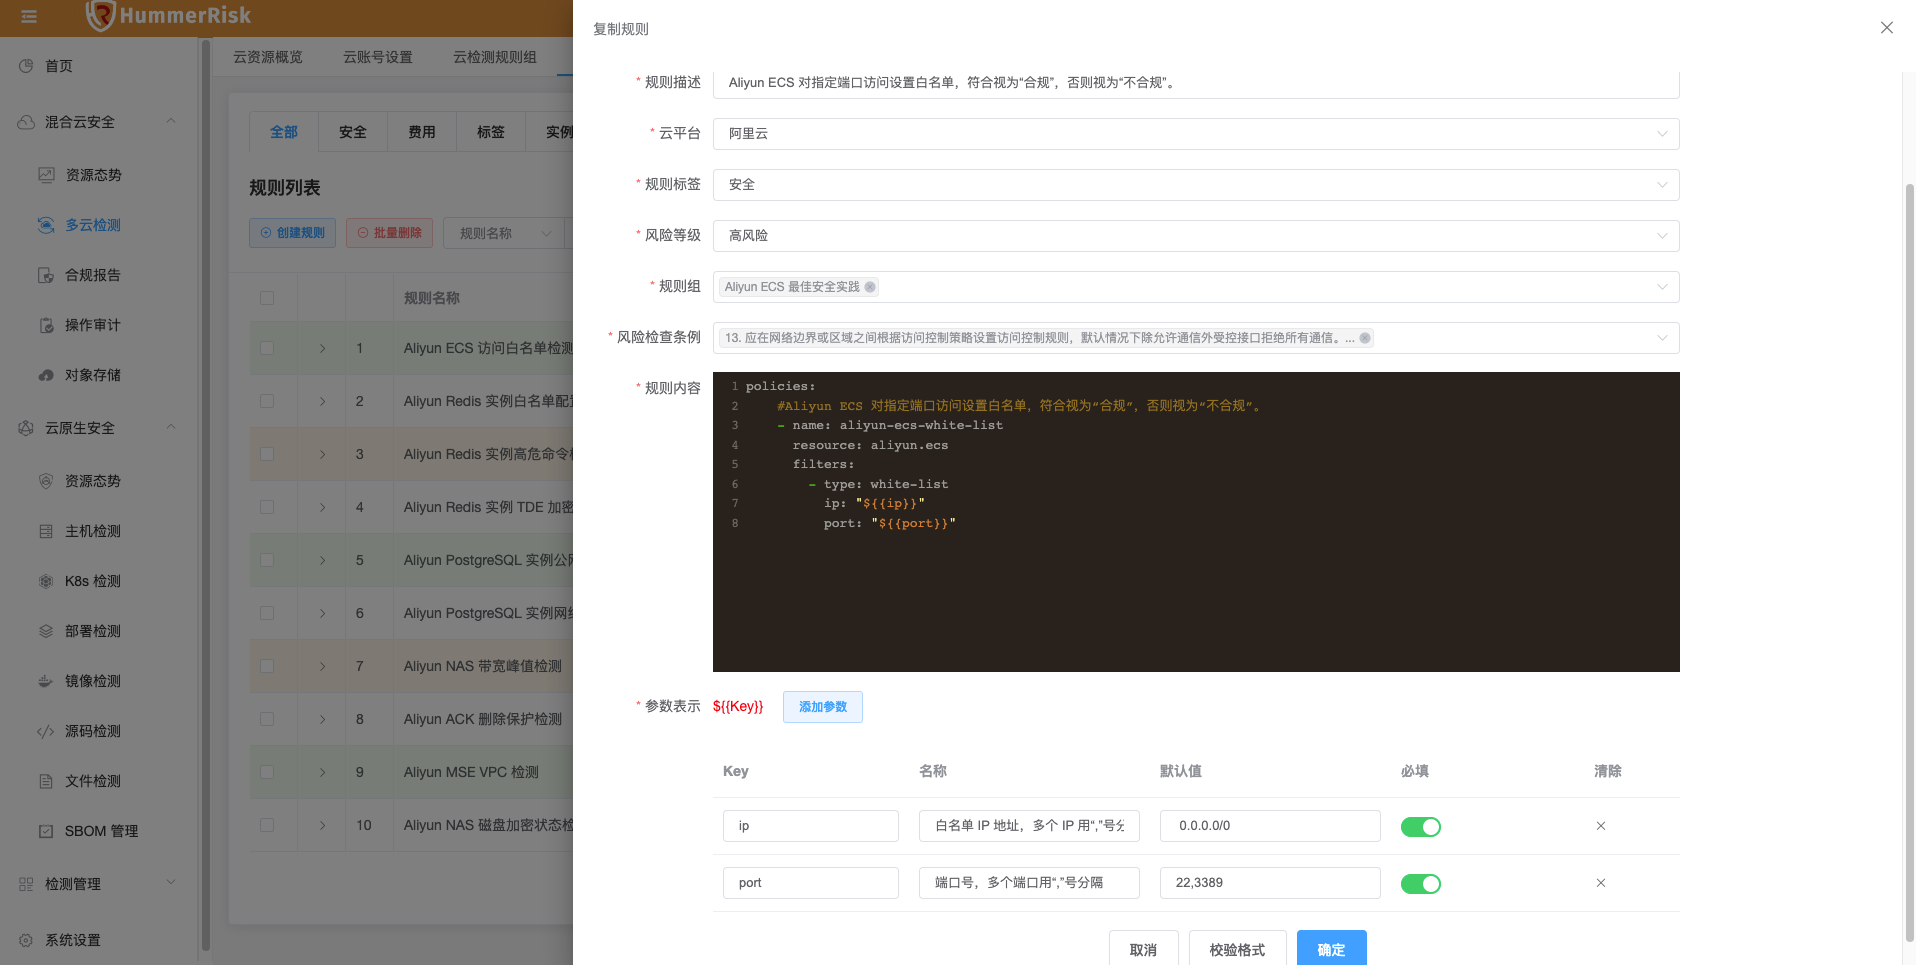 HummerRisk
首页
混合云安全
资源态势
多云检测
合规报告
操作审计
对象存储
云原生安全
资源态势
主机检测
K8s 检测
部署检测
镜像检测
源码检测
文件检测
SBOM 管理
检测管理
系统设置
云资源概览 云账号设置 云检测规则组
全部 安全 费用 标签 实例
规则列表
创建规则 批量删除 规则名称
规则名称
1 Aliyun ECS 访问白名单检测
2 Aliyun Redis 实例白名单配
3 Aliyun Redis 实例高危命令
4 Aliyun Redis 实例 TDE 加密
5 Aliyun PostgreSQL 实例公
6 Aliyun PostgreSQL 实例网
7 Aliyun NAS 带宽峰值检测
8 Aliyun ACK 删除保护检测
9 Aliyun MSE VPC 检测
10 Aliyun NAS 磁盘加密状态
复制规则
* 规则描述 Aliyun ECS 对指定端口访问设置白名单，符合视为“合规”，否则视为“不合规”。
* 云平台 阿里云
* 规则标签 安全
* 风险等级 高风险
* 规则组 Aliyun ECS 最佳安全实践
* 风险检查条例 13. 应在网络边界或区域之间根据访问控制策略设置访问控制规则，默认情况下除允许通信外受控接口拒绝所有通信。...
* 规则内容
1 policies:
2 #Aliyun ECS 对指定端口访问设置白名单，符合视为“合规”，否则视为“不合规”。
3 - name: aliyun-ecs-white-list
4 resource: aliyun.ecs
5 filters:
6 - type: white-list
7 ip: "${{ip}}"
8 port: "${{port}}"
* 参数表示 ${{Key}} 添加参数
Key 名称 默认值 必填 清除
ip 白名单 IP 地址，多个 IP 用“,”号 0.0.0.0/0
port 端口号，多个端口用“,”号分隔 22,3389
取消 校验格式 确定